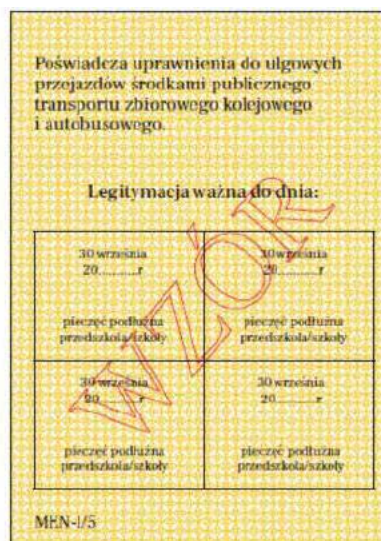 Poświadcza uprawnienia do ulgowych
przejazdów środkami publicznego
transportu zbiorowego kolejowego
i autobusowego.
Legitymacja ważna do dnia:
30 września
20...........r
pieczęć podłużna
przedszkola/szkoły
30 września
20...........r
pieczęć podłużna
przedszkola/szkoły
30 września
20...........r
pieczęć podłużna
przedszkola/szkoły
30 września
20...........r
pieczęć podłużna
przedszkola/szkoły
WZÓR
MEN-I/5